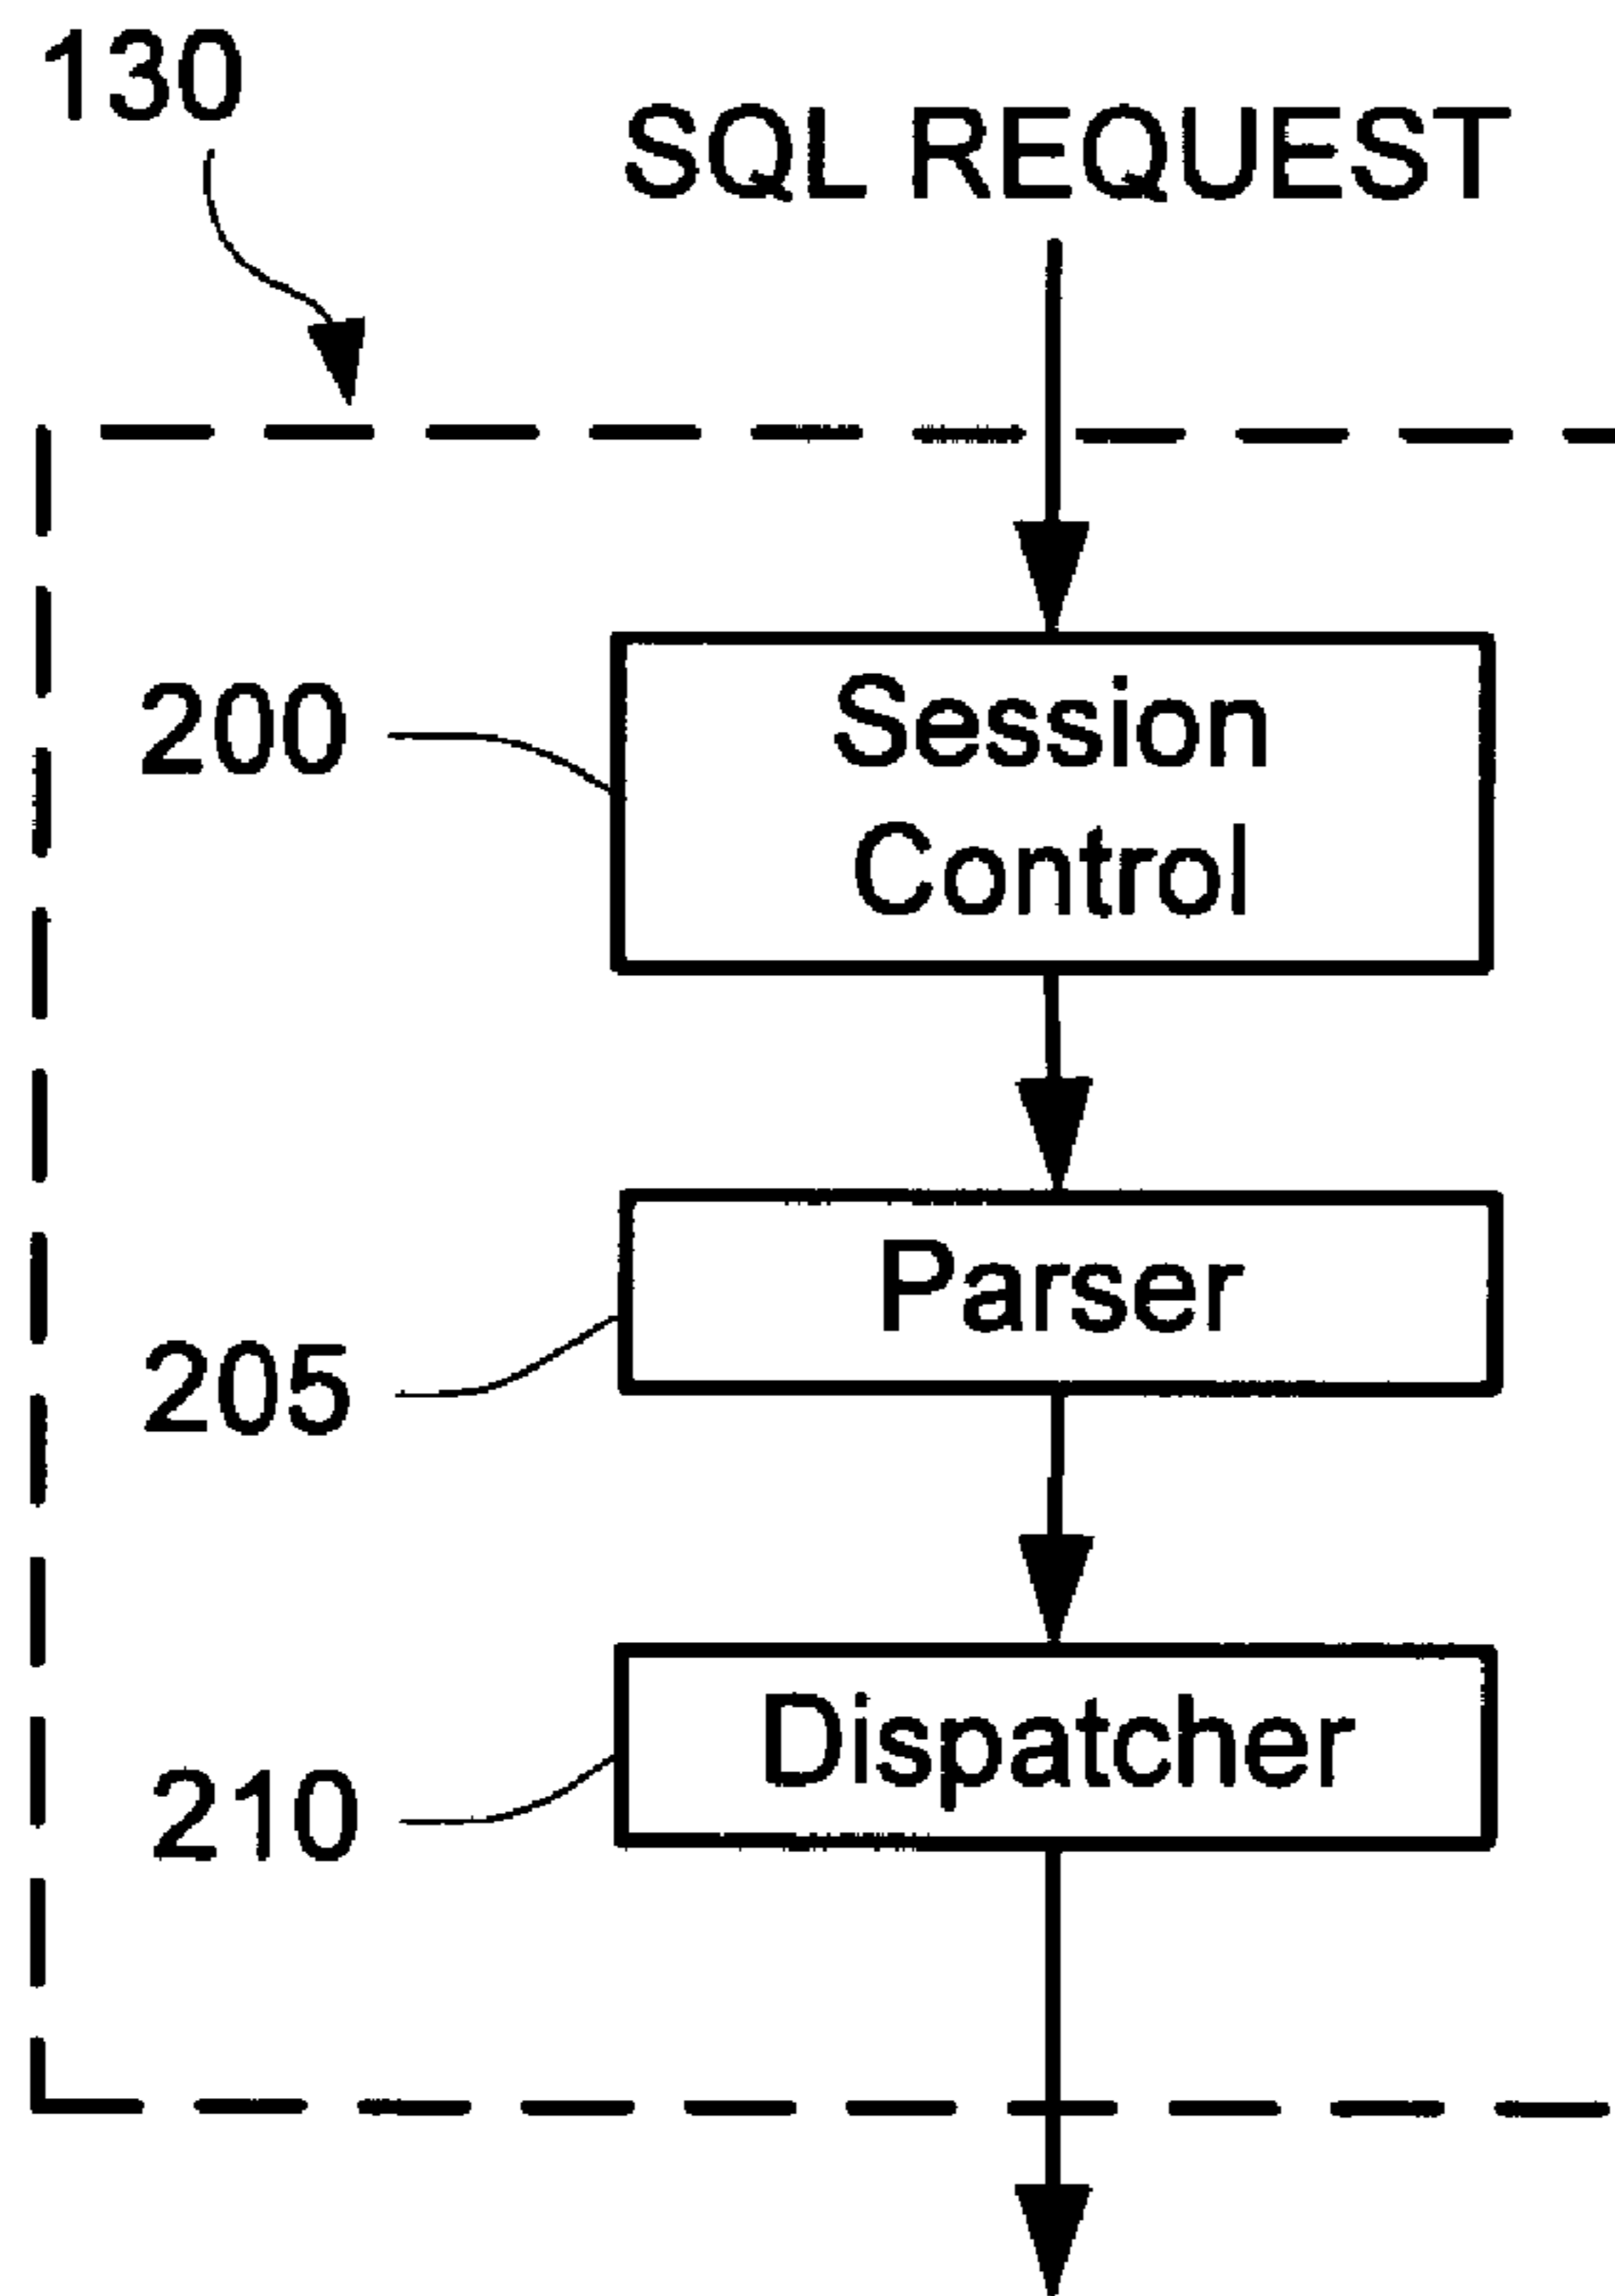 130
SQL REQUEST
200
Session
Control
205
Parser
210
Dispatcher